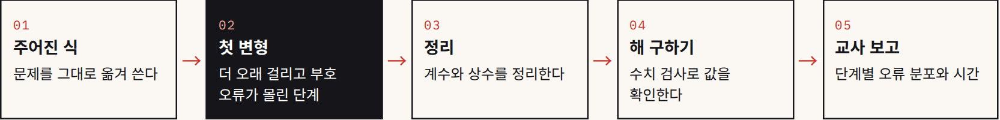 01
주어진 식
문제를 그대로 옮겨 쓴다
→
02
첫 변형
더 오래 걸리고 부호
오류가 몰린 단계
→
03
정리
계수와 상수를 정리한다
→
04
해 구하기
수치 검사로 값을
확인한다
→
05
교사 보고
단계별 오류 분포와 시간